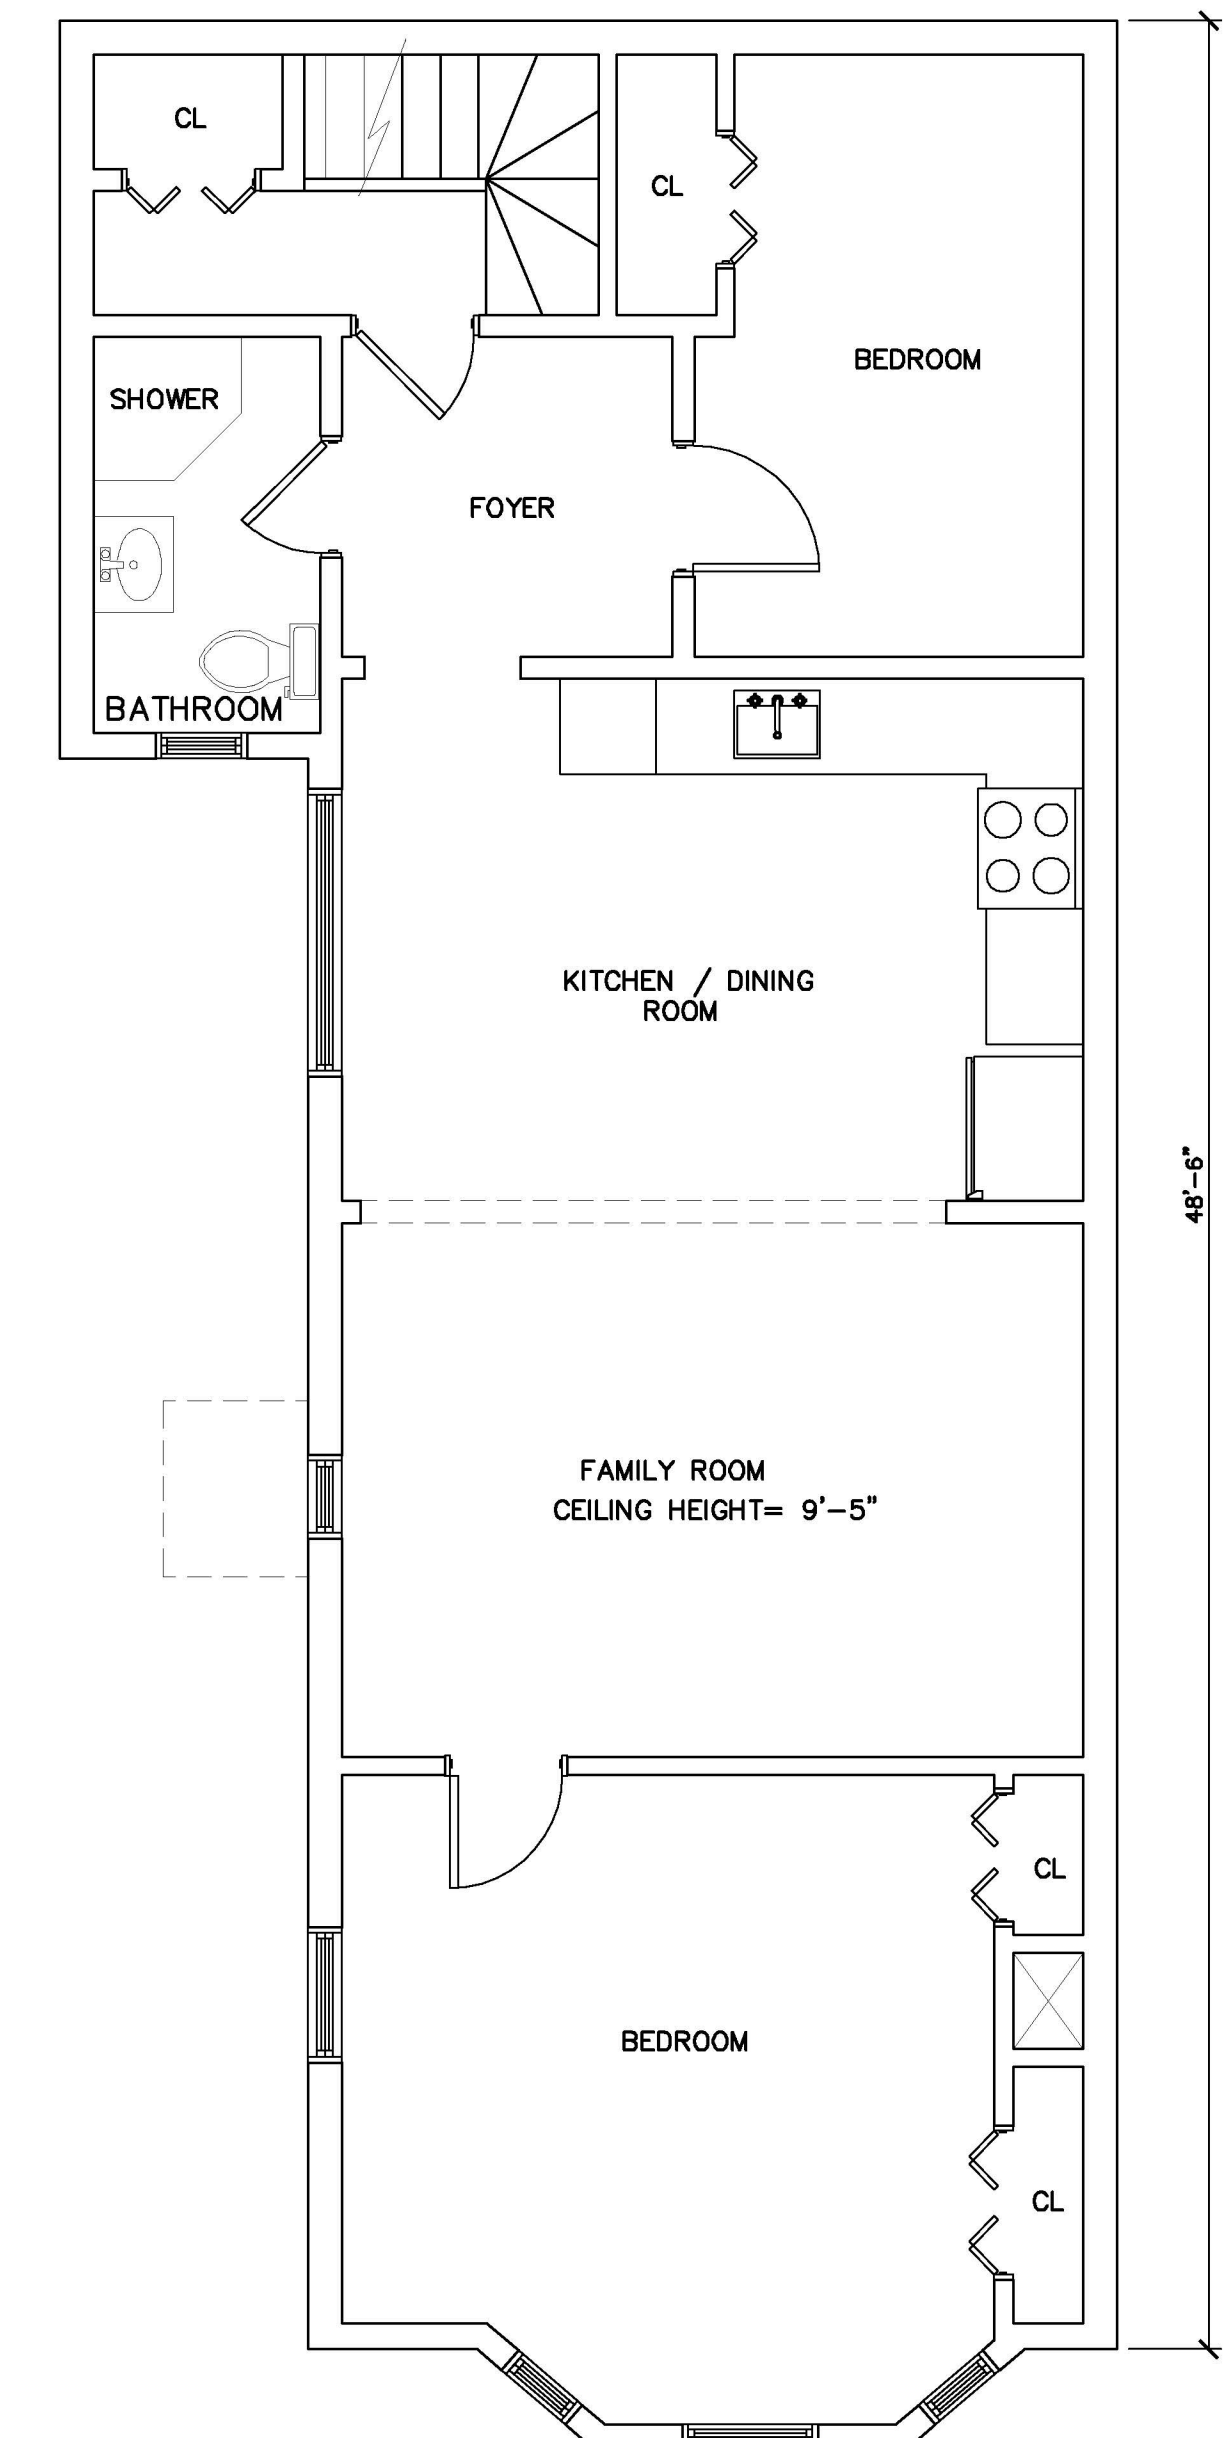 CL
CL
BEDROOM
SHOWER
FOYER
BATHROOM
KITCHEN / DINING
ROOM
48'-6"
FAMILY ROOM
CEILING HEIGHT= 9'-5"
CL
BEDROOM
CL